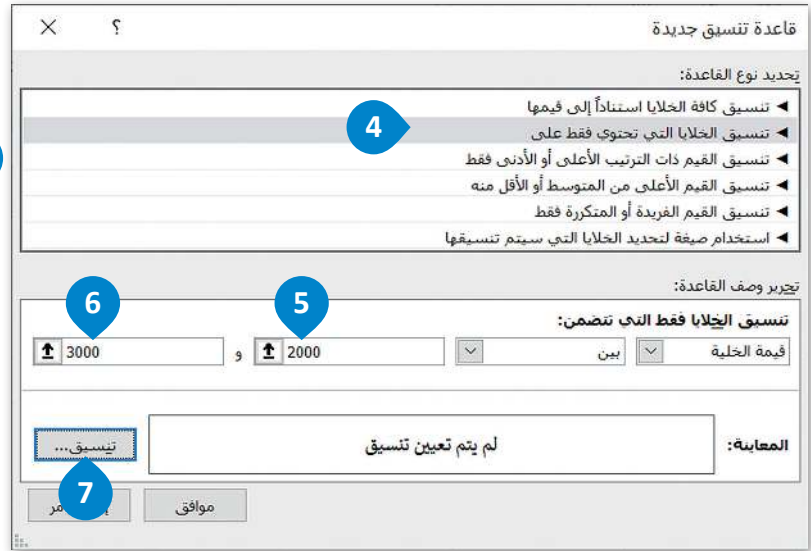 قاعدة تنسيق جديدة ؟
تحديد نوع القاعدة:
◄ تنسيق كافة الخلايا استناداً إلى قيمها
◄ تنسيق الخلايا التي تحتوي فقط على 4
◄ تنسيق القيم ذات الترتيب الأعلى أو الأدنى فقط
◄ تنسيق القيم الأعلى من المتوسط أو الأقل منه
◄ تنسيق القيم الفريدة أو المتكررة فقط
◄ استخدام صيغة لتحديد الخلايا التي سيتم تنسيقها
تحرير وصف القاعدة:
5 6
تنسيق الخلايا فقط التي تتضمن:
قيمة الخلية بين 2000 و 3000
المعاينة: لم يتم تعيين تنسيق تنسيق...
7
موافق